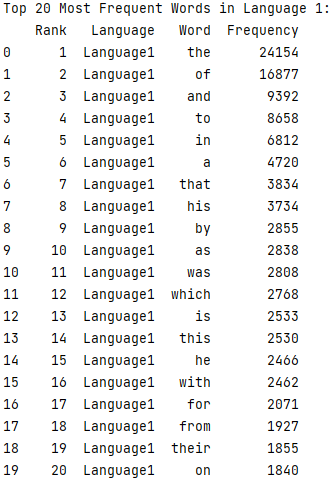 Top 20 Most Frequent Words in Language 1:
Rank Language Word Frequency
0 1 Language1 the 24154
1 2 Language1 of 16877
2 3 Language1 and 9392
3 4 Language1 to 8658
4 5 Language1 in 6812
5 6 Language1 a 4720
6 7 Language1 that 3834
7 8 Language1 his 3734
8 9 Language1 by 2855
9 10 Language1 as 2838
10 11 Language1 was 2808
11 12 Language1 which 2768
12 13 Language1 is 2533
13 14 Language1 this 2530
14 15 Language1 he 2466
15 16 Language1 with 2462
16 17 Language1 for 2071
17 18 Language1 from 1927
18 19 Language1 their 1855
19 20 Language1 on 1840